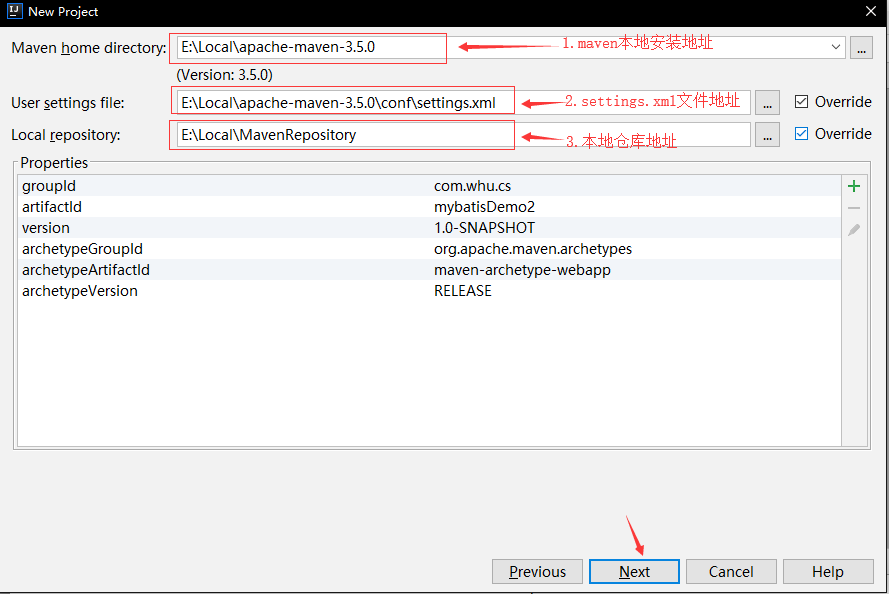 New Project
Maven home directory: E:\Local\apache-maven-3.5.0 1.maven本地安装地址 ...
(Version: 3.5.0)
User settings file: E:\Local\apache-maven-3.5.0\conf\settings.xml 2.settings.xml文件地址 ... Override
Local repository: E:\Local\MavenRepository 3.本地仓库地址 ... Override
Properties
groupId com.whu.cs
artifactId mybatisDemo2
version 1.0-SNAPSHOT
archetypeGroupId org.apache.maven.archetypes
archetypeArtifactId maven-archetype-webapp
archetypeVersion RELEASE
Previous Next Cancel Help